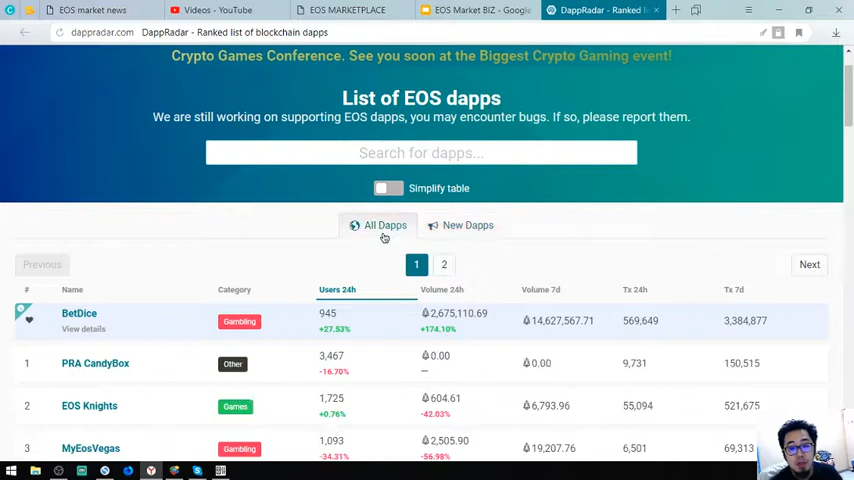 EOS market news
Videos - YouTube
EOS MARKETPLACE
EOS Market BIZ - Google
DappRadar - Ranked list
dappradar.com DappRadar - Ranked list of blockchain dapps
Crypto Games Conference. See you soon at the Biggest Crypto Gaming event!
List of EOS dapps
We are still working on supporting EOS dapps, you may encounter bugs. If so, please report them.
Search for dapps...
Simplify table
All Dapps
New Dapps
Previous
1
2
Next
# Name Category Users 24h Volume 24h Volume 7d Tx 24h Tx 7d
BetDice Gambling 945 2,675,110.69 14,627,567.71 569,649 3,384,877
View details +27.53% +174.10%
1 PRA CandyBox Other 3,467 0.00 0.00 9,731 150,515
-16.70% —
2 EOS Knights Games 1,725 604.61 6,793.96 55,094 521,675
+0.76% -42.03%
3 MyEosVegas Gambling 1,093 2,505.90 19,207.76 6,501 69,313
-34.31% -56.98%